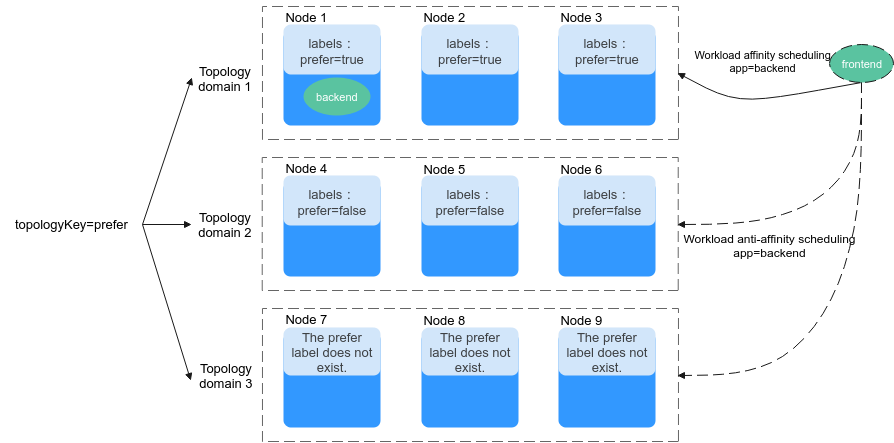 topologyKey=prefer
Topology
domain 1
Node 1
labels :
prefer=true
backend
Node 2
labels :
prefer=true
Node 3
labels :
prefer=true
Workload affinity scheduling
app=backend
frontend
Topology
domain 2
Node 4
labels :
prefer=false
Node 5
labels :
prefer=false
Node 6
labels :
prefer=false
Workload anti-affinity scheduling
app=backend
Topology
domain 3
Node 7
The prefer
label does not
exist.
Node 8
The prefer
label does not
exist.
Node 9
The prefer
label does not
exist.